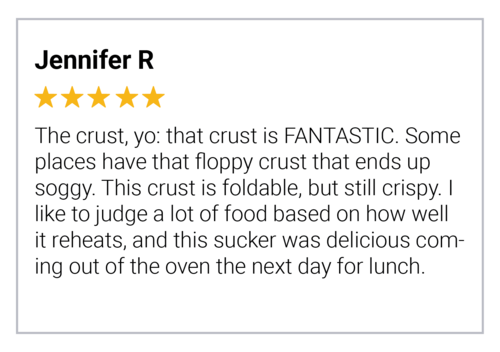 Jennifer R
The crust, yo: that crust is FANTASTIC. Some
places have that floppy crust that ends up
soggy. This crust is foldable, but still crispy. I
like to judge a lot of food based on how well
it reheats, and this sucker was delicious com-
ing out of the oven the next day for lunch.